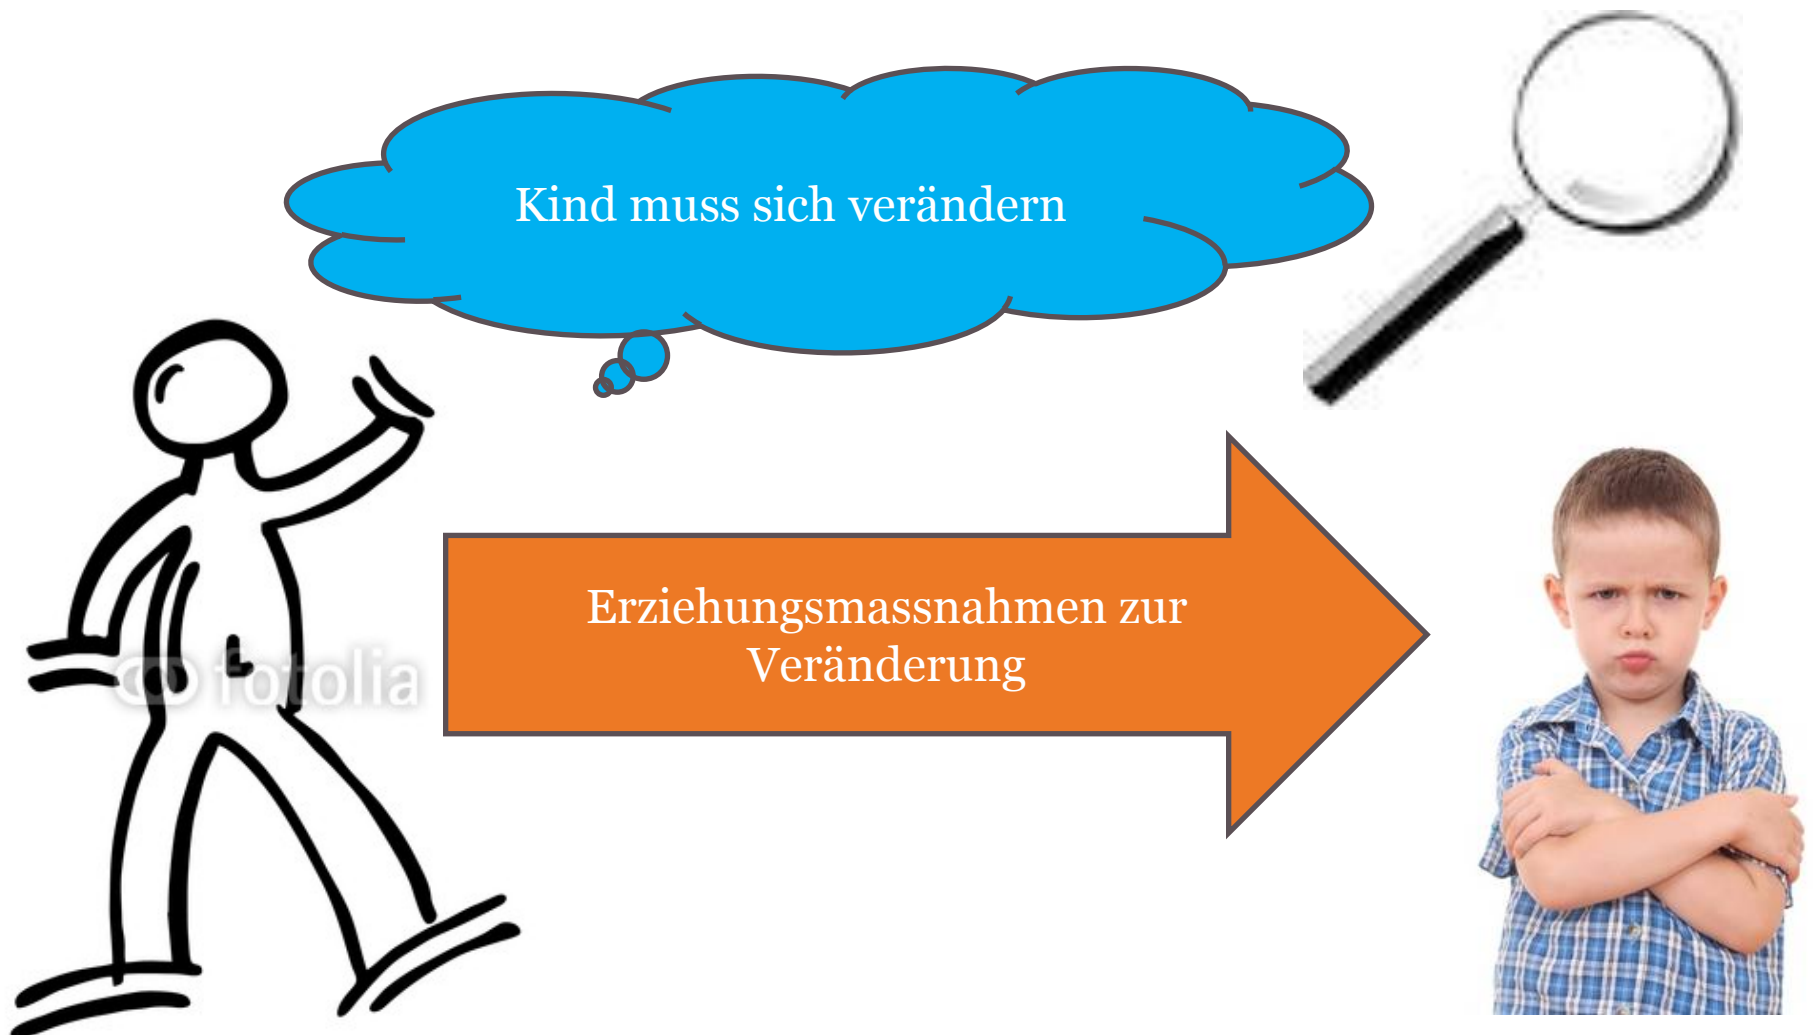 Kind muss sich verändern
Erziehungsmassnahmen zur
Veränderung
fotolia